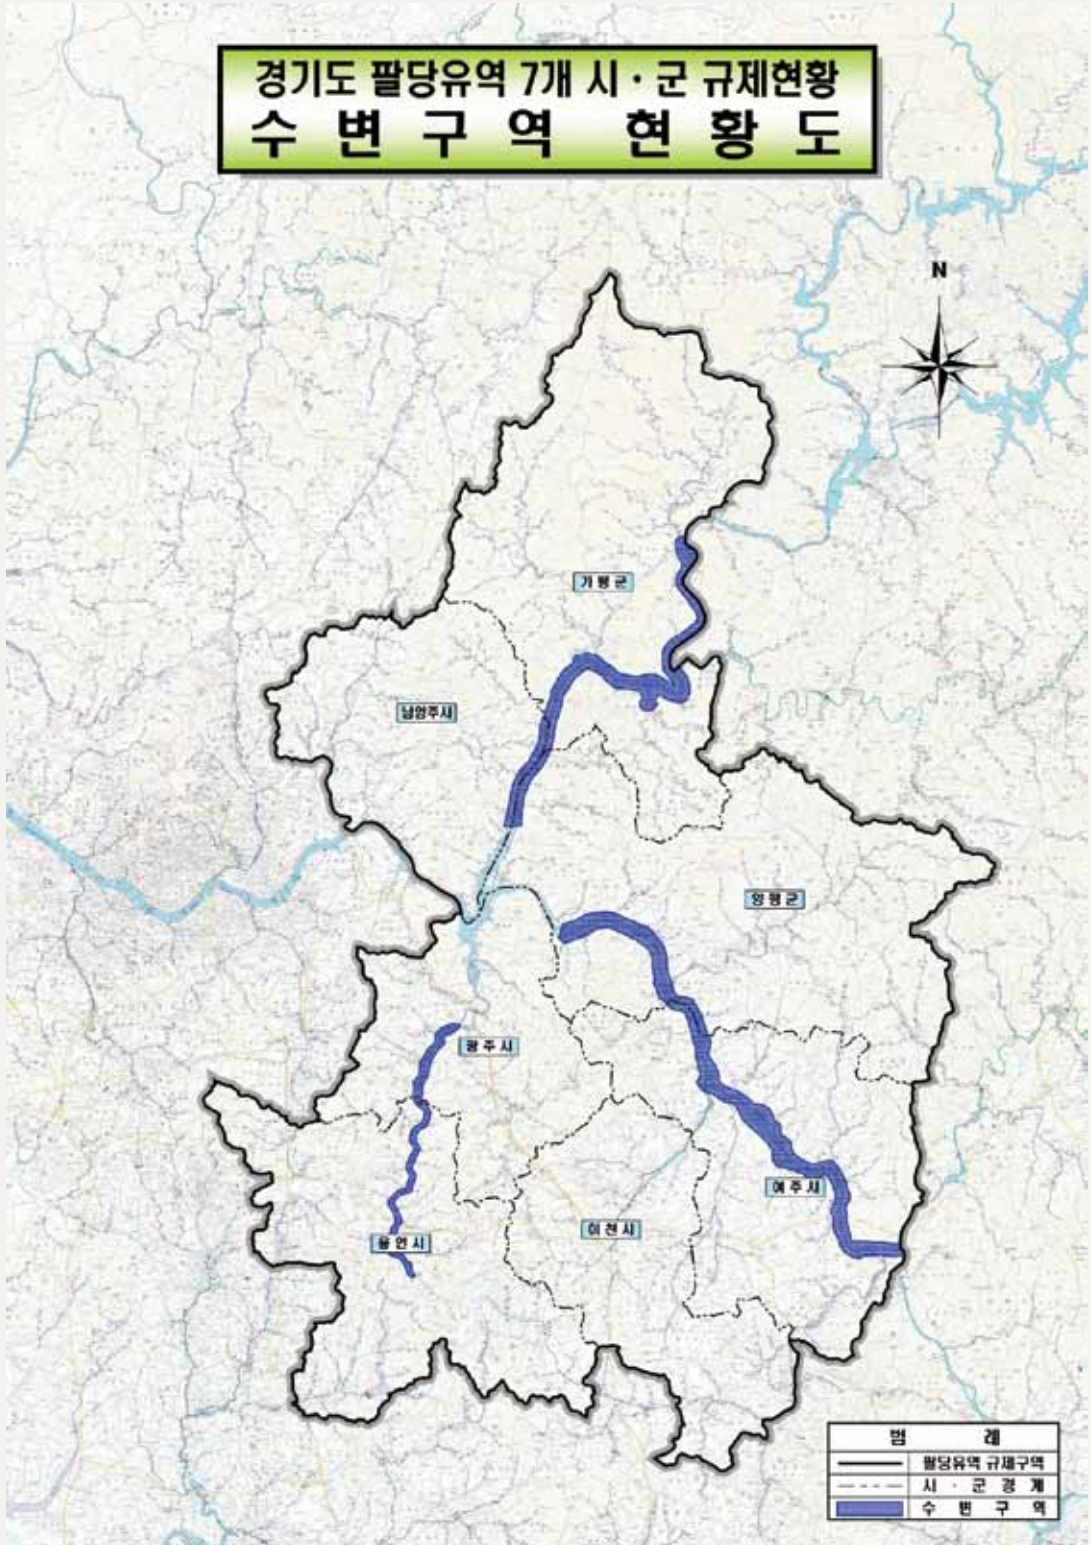 경기도 팔당유역 7개 시·군 규제현황
수변구역 현황도
N
가평군
남양주시
양평군
광주시
여주시
이천시
용인시
범 례
팔당유역 규제구역
시·군경계
수변구역